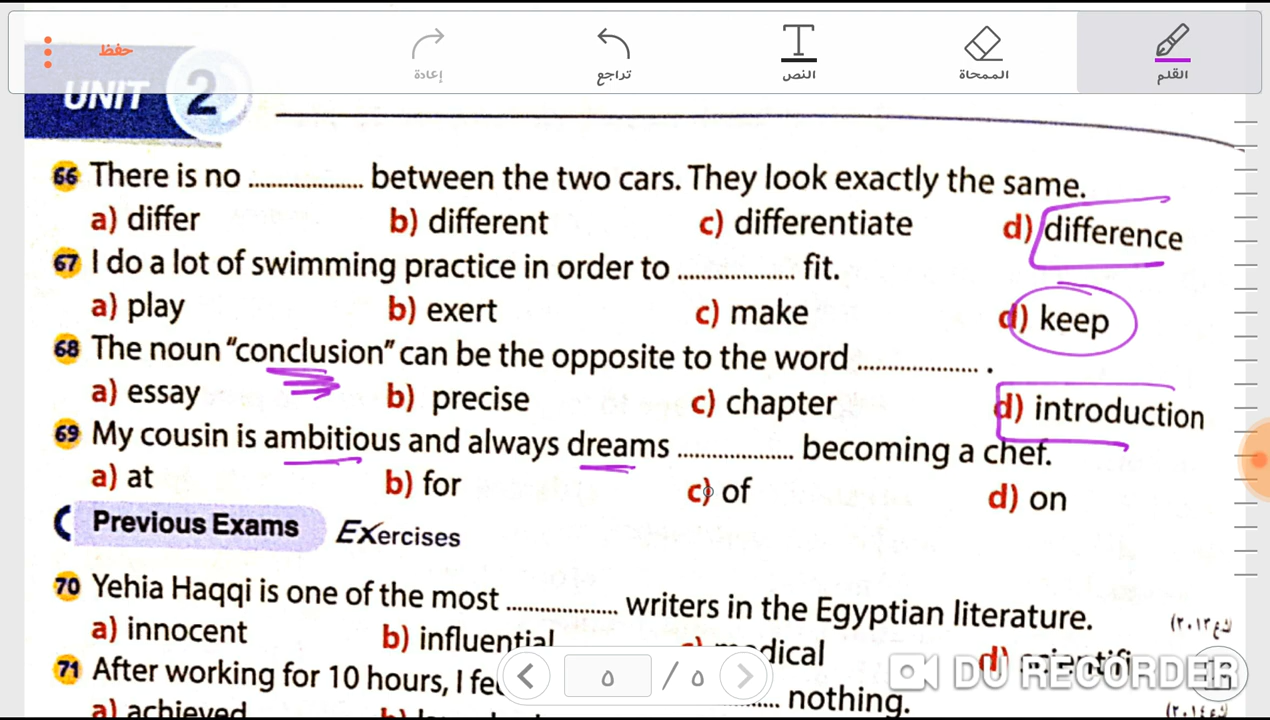 حفظ
إعادة
تراجع
النص
الممحاة
القلم
UNIT 2
66 There is no .................... between the two cars. They look exactly the same.
a) differ b) different c) differentiate d) difference
67 I do a lot of swimming practice in order to .................... fit.
a) play b) exert c) make d) keep
68 The noun “conclusion” can be the opposite to the word .................... .
a) essay b) precise c) chapter d) introduction
69 My cousin is ambitious and always dreams .................... becoming a chef.
a) at b) for c) of d) on
Previous Exams Exercises
70 Yehia Haqqi is one of the most .................... writers in the Egyptian literature.
a) innocent b) influential d)
71 After working for 10 hours, I nothing.
a) achieved
٥ / ٥
DU RECORDER